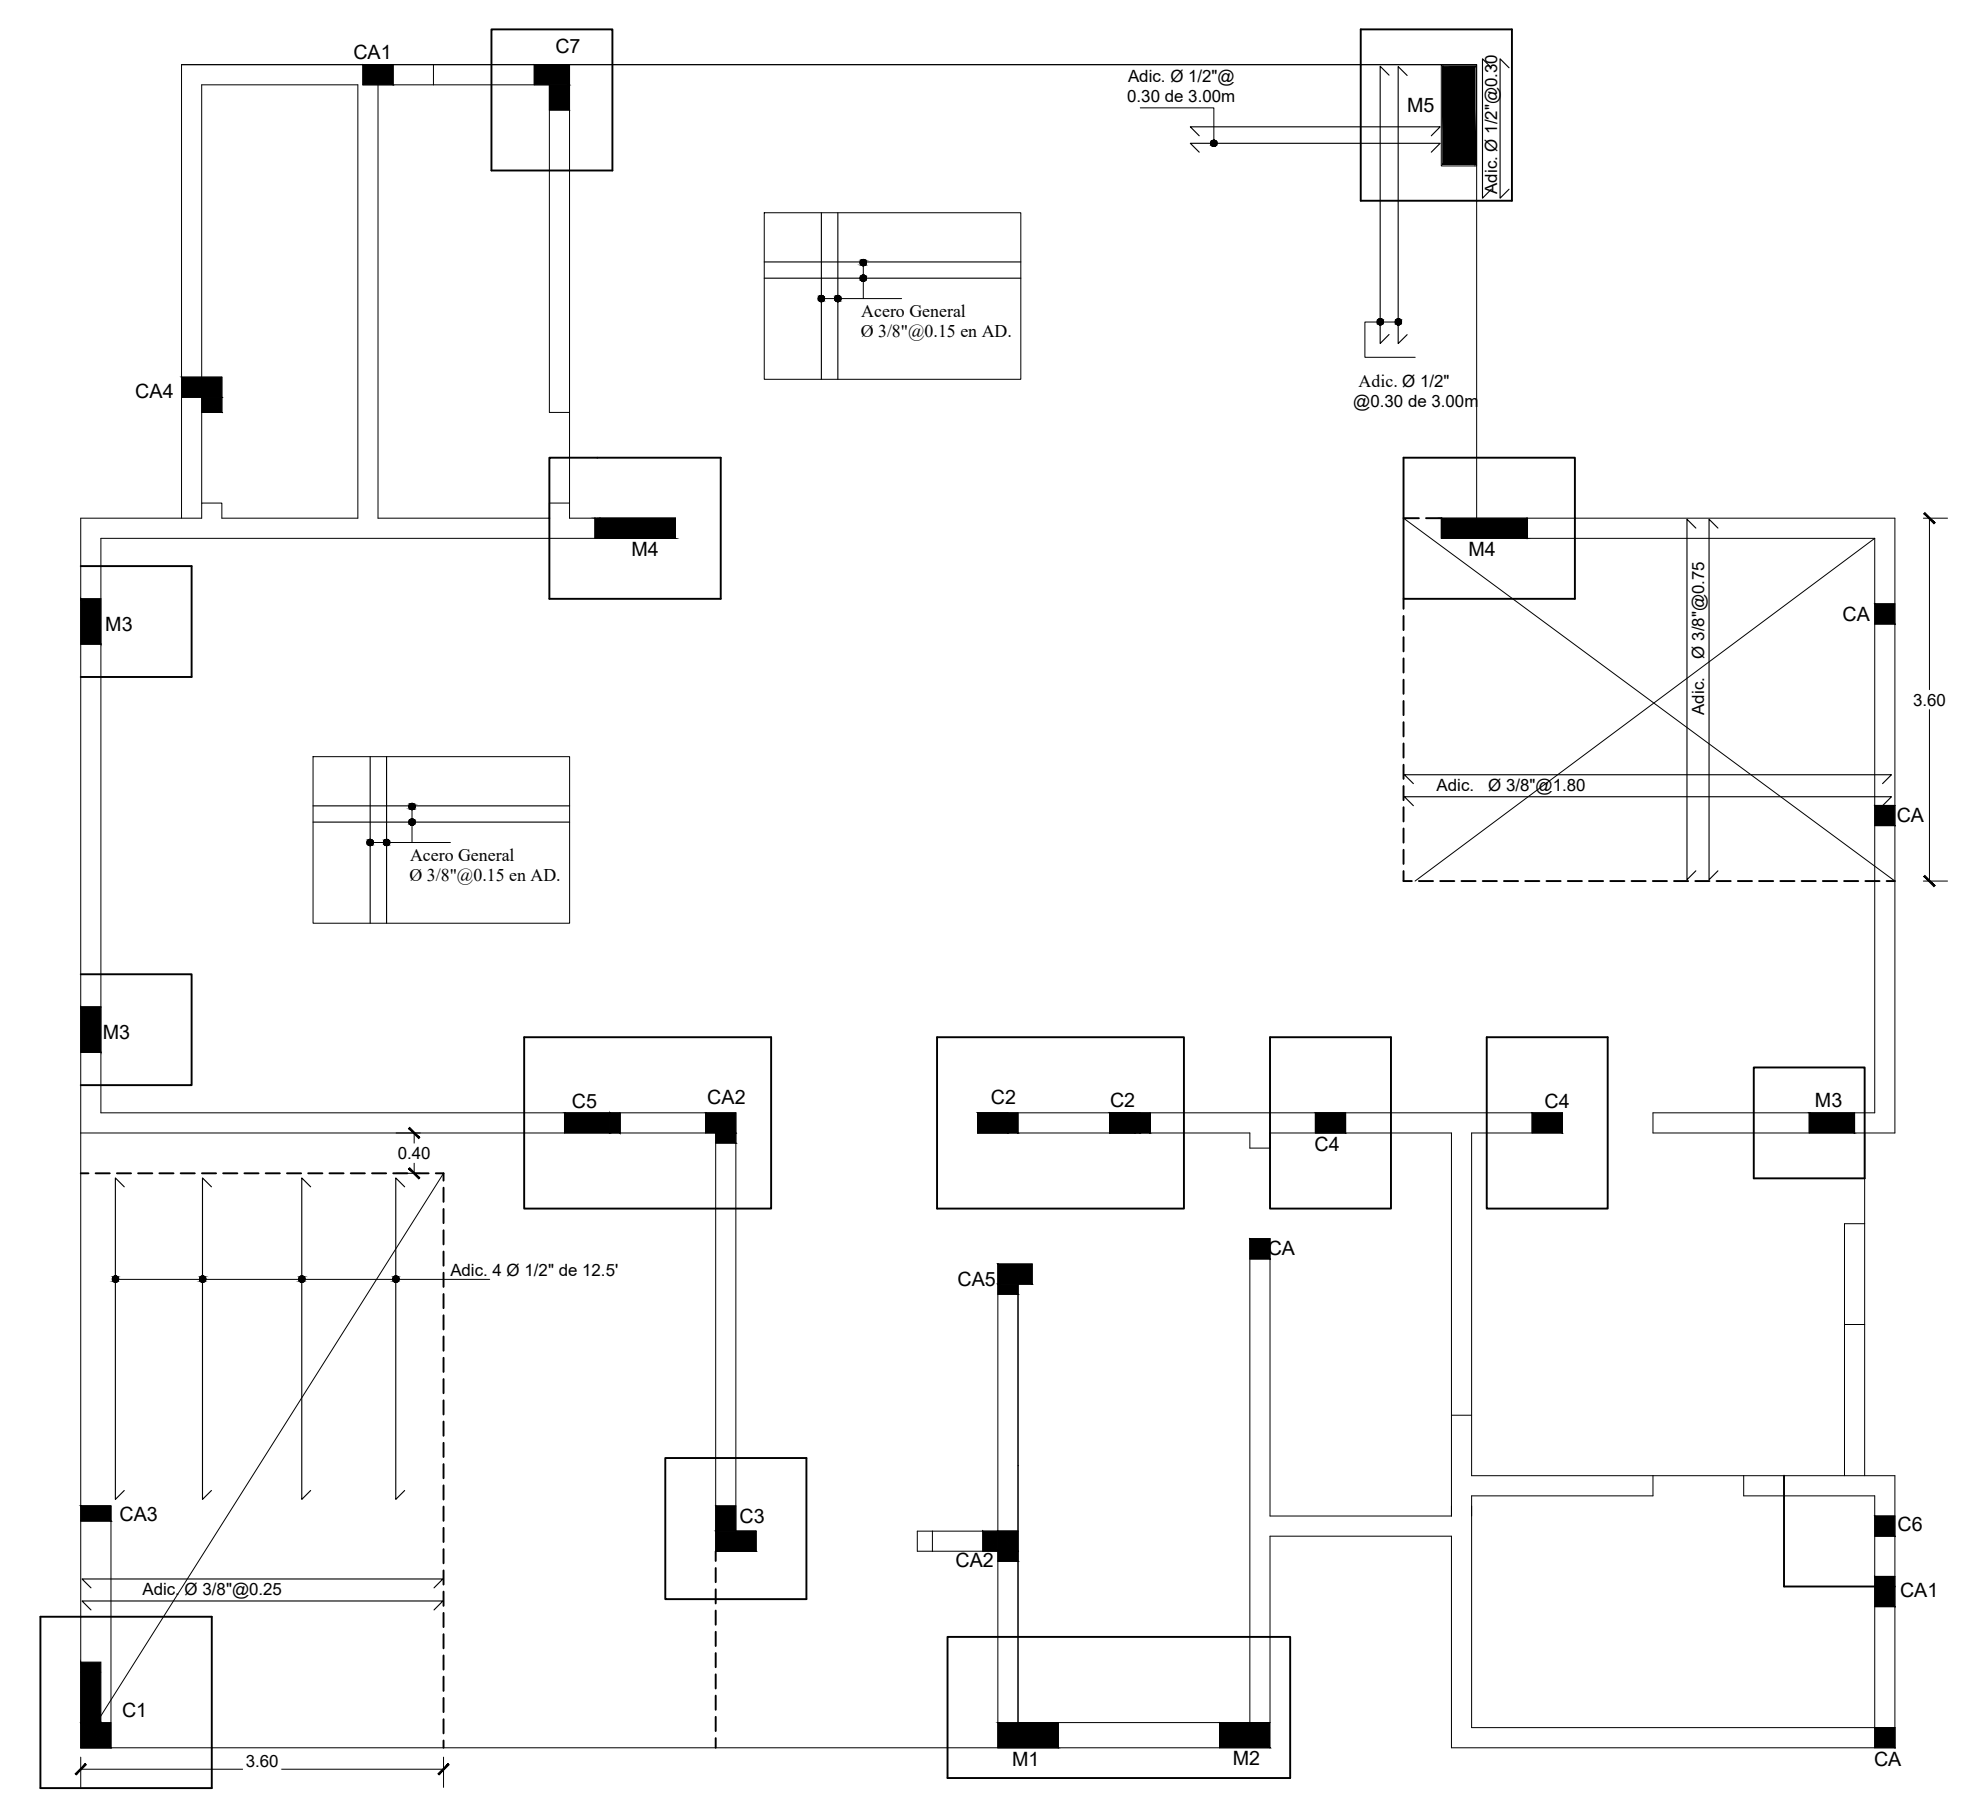 C7
CA1
Adic. Ø 1/2"@
0.30 de 3.00m
M5
Adic. Ø 1/2"@0.30
Acero General
Ø 3/8"@0.15 en AD.
Adic. Ø 1/2"
@0.30 de 3.00m
CA4
M4
M4
Adic. Ø 3/8"@0.75
CA
M3
3.60
Adic. Ø 3/8"@1.80
CA
Acero General
Ø 3/8"@0.15 en AD.
M3
C5
CA2
C2
C2
C4
C4
M3
0.40
CA
Adic. 4 Ø 1/2" de 12.5'
CA5
CA3
C3
C6
CA2
Adic. Ø 3/8"@0.25
CA1
C1
3.60
M1
M2
CA